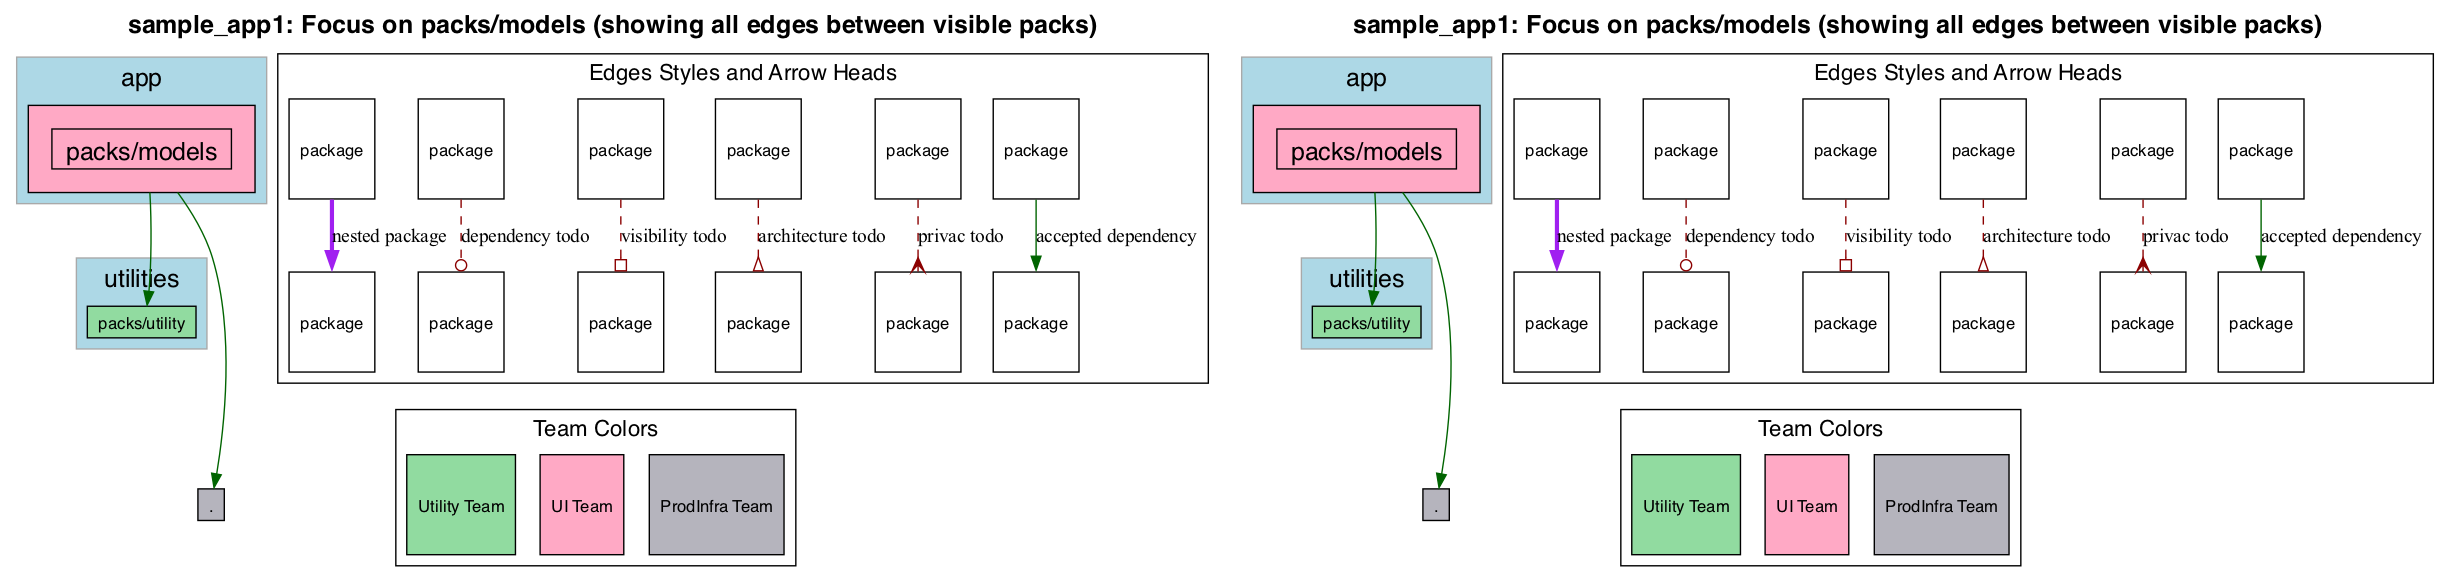 sample_app1: Focus on packs/models (showing all edges between visible packs)
app
packs/models
utilities
packs/utility
.
Edges Styles and Arrow Heads
package package package package package package
nested package dependency todo visibility todo architecture todo privac todo accepted dependency
package package package package package package
Team Colors
Utility Team UI Team ProdInfra Team
sample_app1: Focus on packs/models (showing all edges between visible packs)
app
packs/models
utilities
packs/utility
.
Edges Styles and Arrow Heads
package package package package package package
nested package dependency todo visibility todo architecture todo privac todo accepted dependency
package package package package package package
Team Colors
Utility Team UI Team ProdInfra Team